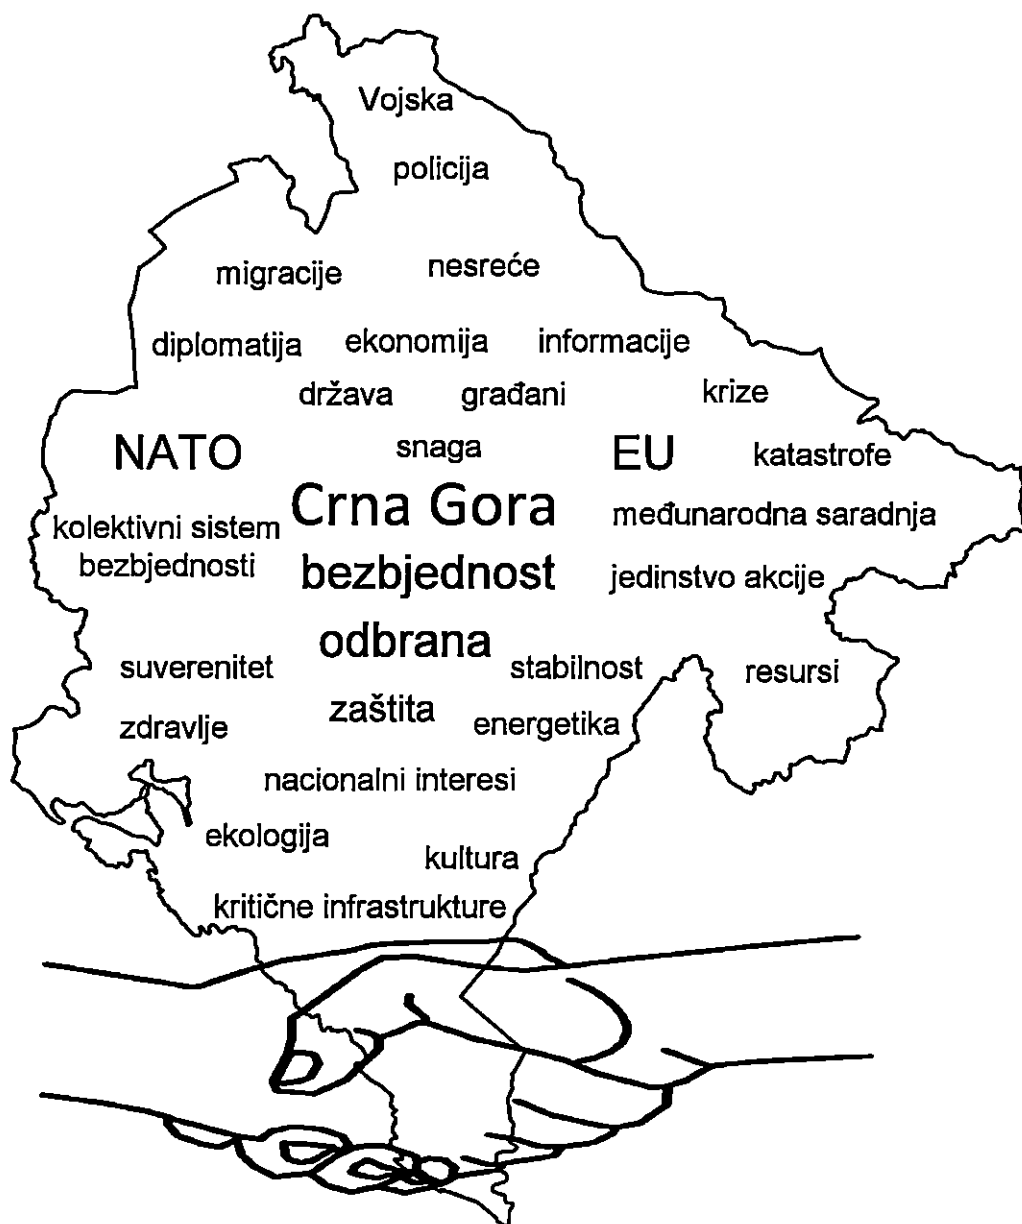 Vojska
policija
migracije
nesreće
diplomatija
ekonomija
informacije
država
građani
krize
NATO
snaga
EU
katastrofe
Crna Gora
kolektivni sistem
bezbjednosti
međunarodna saradnja
bezbjednost
jedinstvo akcije
odbrana
suverenitet
stabilnost
resursi
zdravlje
zaštita
energetika
nacionalni interesi
ekologija
kultura
kritične infrastrukture